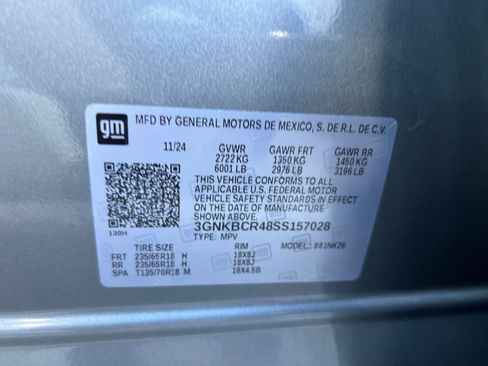 gm
MFD BY GENERAL MOTORS DE MEXICO, S. DE R.L. DE C.V.
11/24 GVWR GAWR FRT GAWR RR
2722 KG 1350 KG 1450 KG
6001 LB 2976 LB 3196 LB
THIS VEHICLE CONFORMS TO ALL APPLICABLE
U.S. FEDERAL MOTOR
VEHICLE SAFETY STANDARDS IN EFFECT ON
THE DATE OF MANUFACTURE SHOWN ABOVE.
3GNKBCR48SS157028
130H TYPE: MPV MODEL: 881NK26
TIRE SIZE RIM
FRT 235/65R18 H 18X8J
RR 235/65R18 H 18X8J
SPA T135/70R18 M 18X4.5B